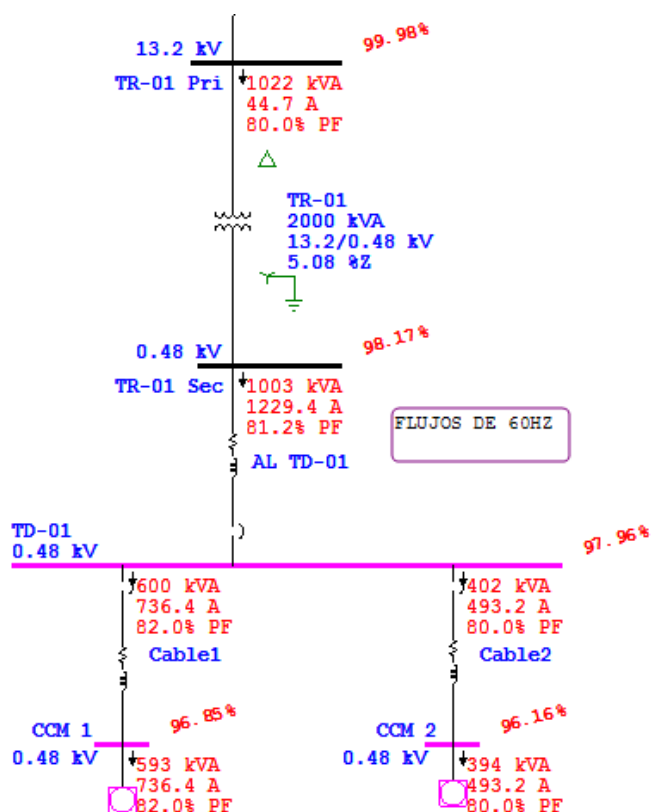 99.98%
13.2 kV
TR-01 Pri
1022 kVA
44.7 A
80.0% PF
TR-01
2000 kVA
13.2/0.48 kV
5.08 %Z
98.17%
0.48 kV
TR-01 Sec
1003 kVA
1229.4 A
81.2% PF
FLUJOS DE 60HZ
AL TD-01
TD-01
0.48 kV
97.96%
600 kVA
736.4 A
82.0% PF
402 kVA
493.2 A
80.0% PF
Cable1
Cable2
CCM 1
96.85%
0.48 kV
593 kVA
736.4 A
82.0% PF
CCM 2
96.16%
0.48 kV
394 kVA
493.2 A
80.0% PF